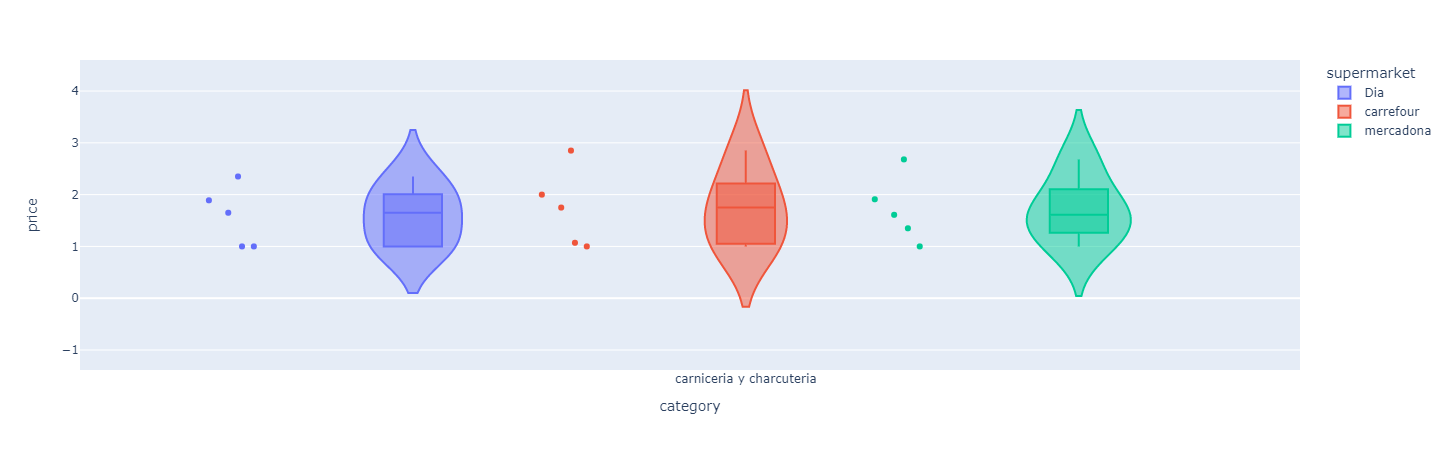 supermarket
Dia
carrefour
mercadona
price
4
3
2
1
0
−1
carniceria y charcuteria
category